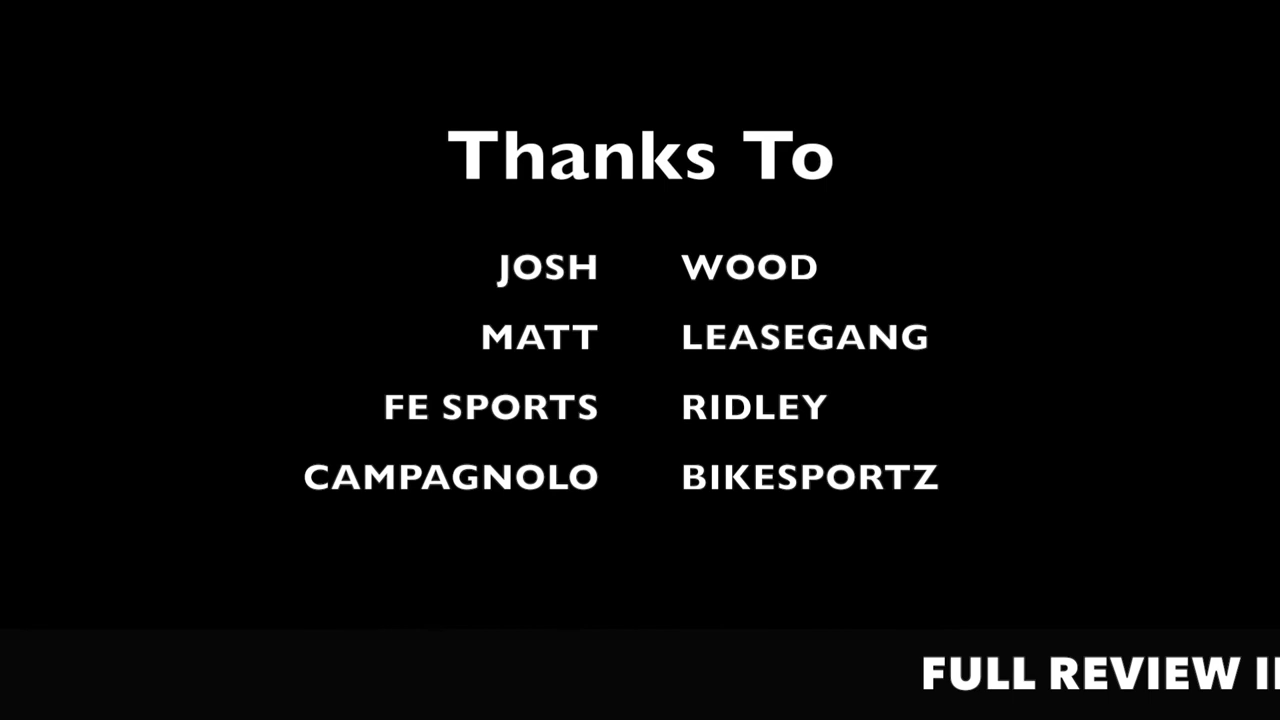 Thanks To
JOSH WOOD
MATT LEASEGANG
FE SPORTS RIDLEY
CAMPAGNOLO BIKESPORTZ
FULL REVIEW